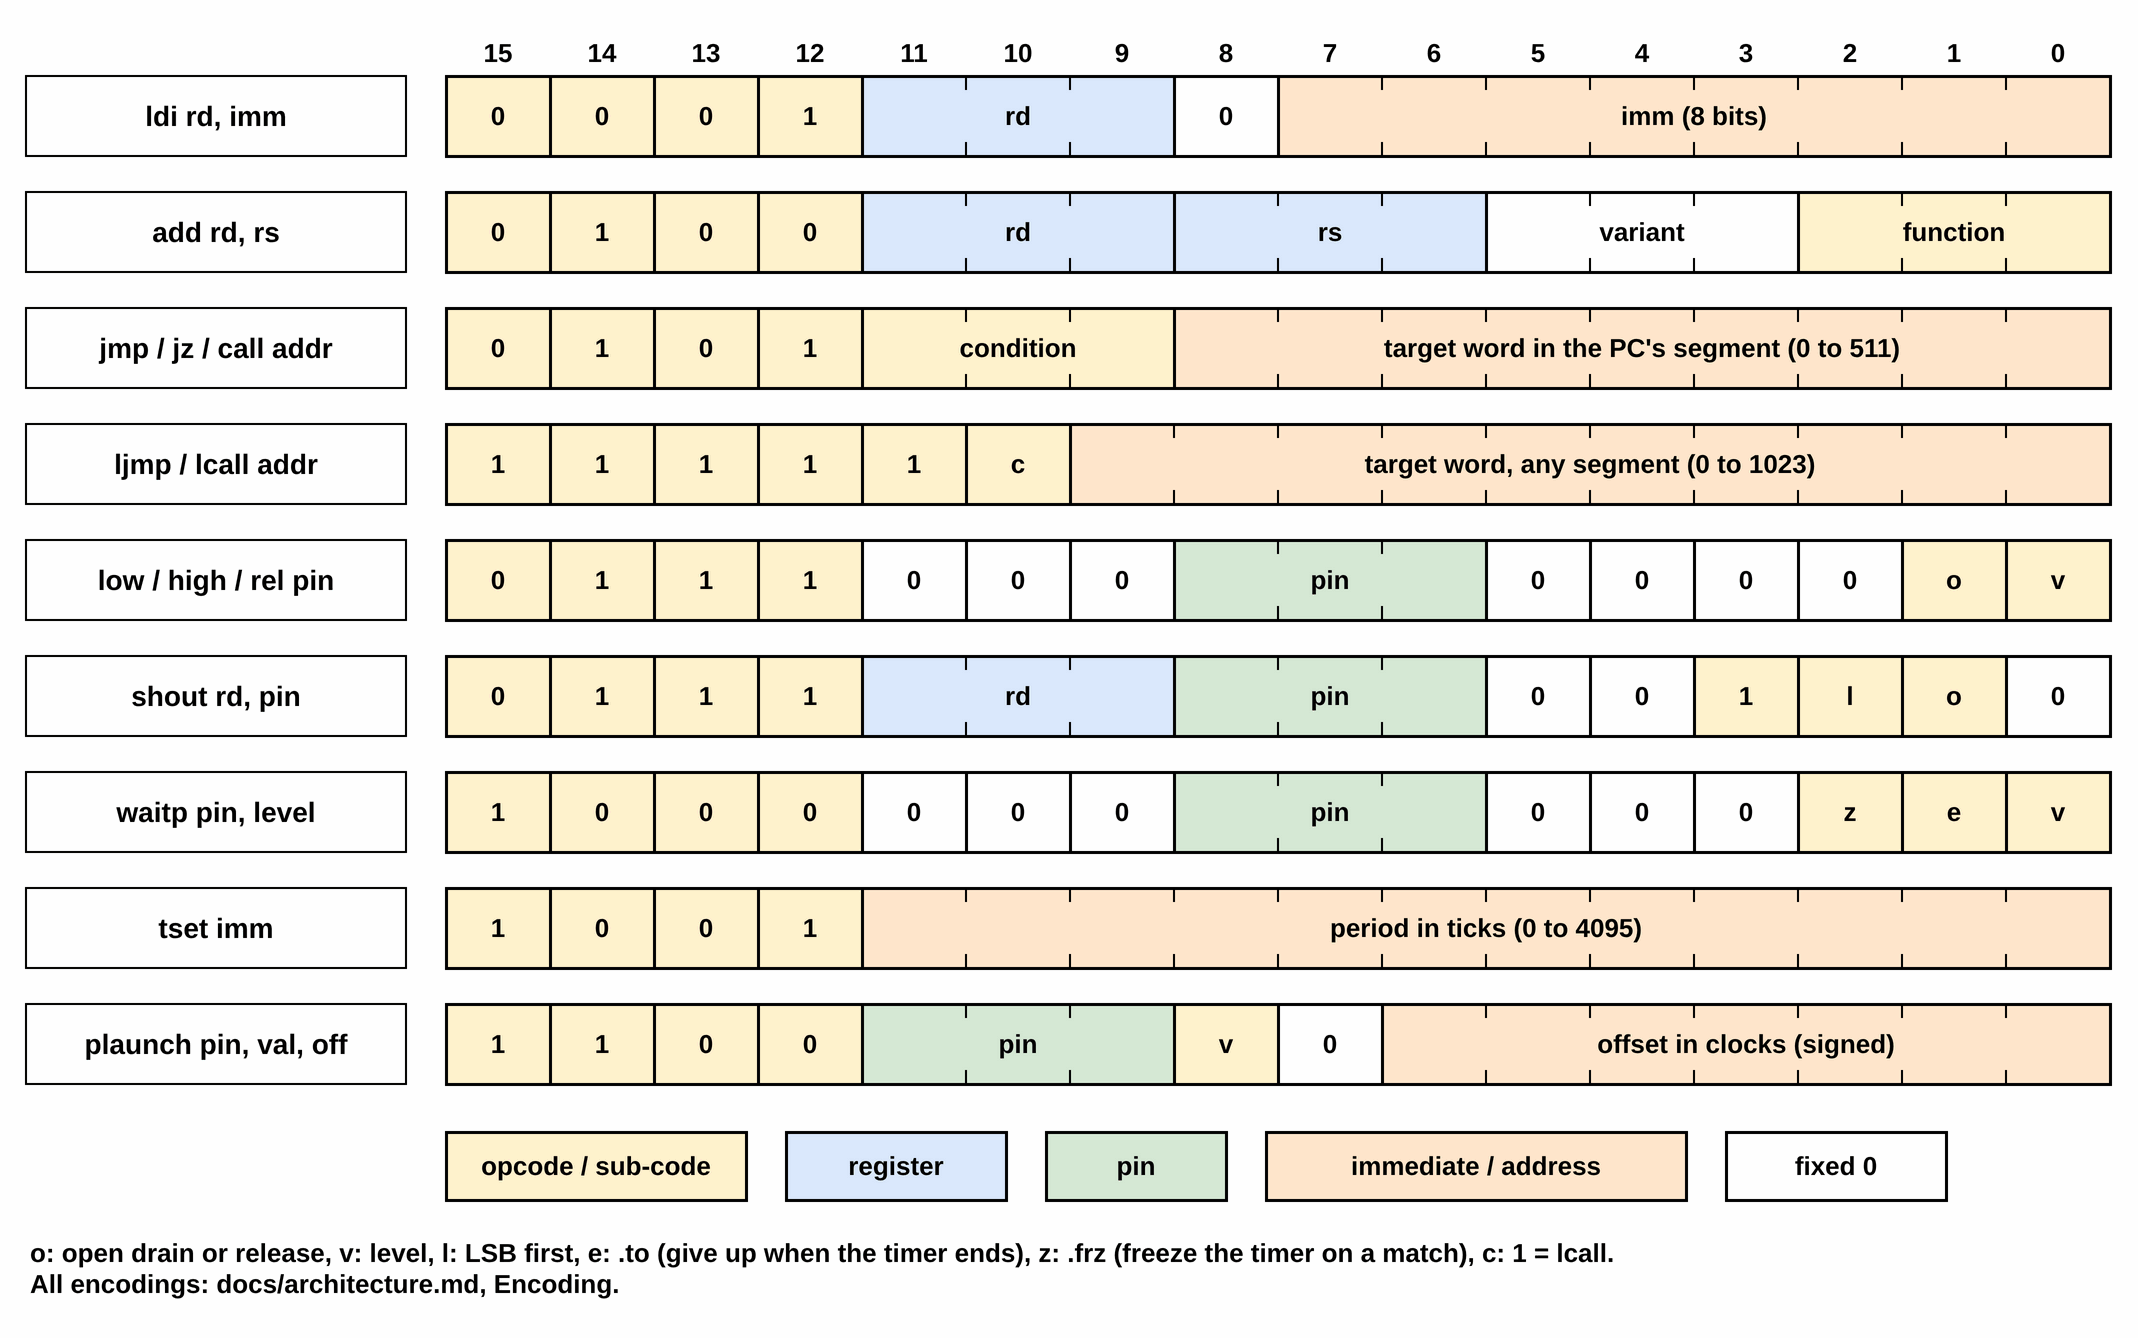 15 14 13 12 11 10 9 8 7 6 5 4 3 2 1 0
ldi rd, imm 0 0 0 1 rd 0 imm (8 bits)
add rd, rs 0 1 0 0 rd rs variant function
jmp / jz / call addr 0 1 0 1 condition target word in the PC's segment (0 to 511)
ljmp / lcall addr 1 1 1 1 1 c target word, any segment (0 to 1023)
low / high / rel pin 0 1 1 1 0 0 0 pin 0 0 0 0 o v
shout rd, pin 0 1 1 1 rd pin 0 0 1 l o 0
waitp pin, level 1 0 0 0 0 0 0 pin 0 0 0 z e v
tset imm 1 0 0 1 period in ticks (0 to 4095)
plaunch pin, val, off 1 1 0 0 pin v 0 offset in clocks (signed)
opcode / sub-code register pin immediate / address fixed 0
o: open drain or release, v: level, l: LSB first, e: .to (give up when the timer ends), z: .frz (freeze the timer on a match), c: 1 = lcall.
All encodings: docs/architecture.md, Encoding.